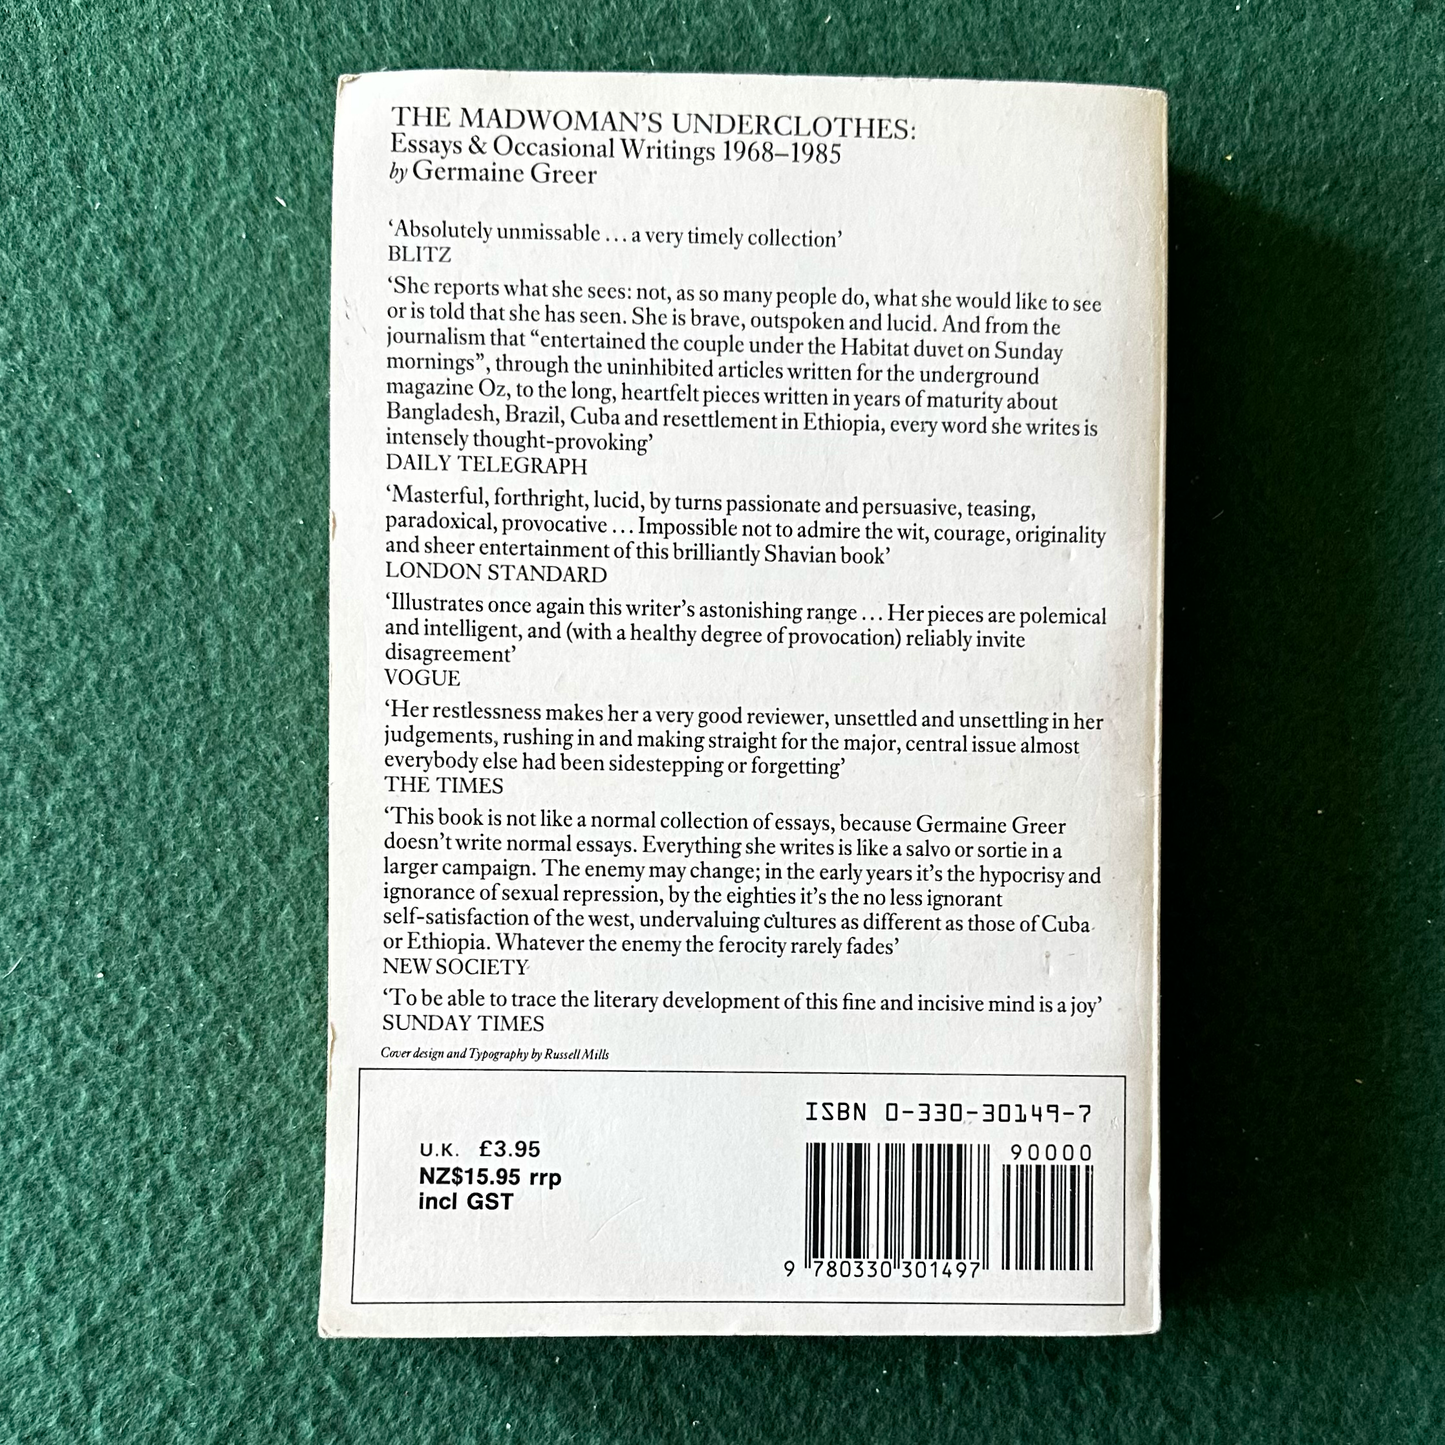 THE MADWOMAN'S UNDERCLOTHES:
Essays & Occasional Writings 1968–1985
by Germaine Greer
‘Absolutely unmissable ... a very timely collection’
BLITZ
‘She reports what she sees: not, as so many people do, what she would like to see
or is told that she has seen. She is brave, outspoken and lucid. And from the
journalism that “entertained the couple under the Habitat duvet on Sunday
mornings”, through the uninhibited articles written for the underground
magazine Oz, to the long, heartfelt pieces written in years of maturity about
Bangladesh, Brazil, Cuba and resettlement in Ethiopia, every word she writes is
intensely thought-provoking’
DAILY TELEGRAPH
‘Masterful, forthright, lucid, by turns passionate and persuasive, teasing,
paradoxical, provocative ... Impossible not to admire the wit, courage, originality
and sheer entertainment of this brilliantly Shavian book’
LONDON STANDARD
‘Illustrates once again this writer’s astonishing range ... Her pieces are polemical
and intelligent, and (with a healthy degree of provocation) reliably invite
disagreement’
VOGUE
‘Her restlessness makes her a very good reviewer, unsettled and unsettling in her
judgements, rushing in and making straight for the major, central issue almost
everybody else had been sidestepping or forgetting’
THE TIMES
‘This book is not like a normal collection of essays, because Germaine Greer
doesn’t write normal essays. Everything she writes is like a salvo or sortie in a
larger campaign. The enemy may change; in the early years it’s the hypocrisy and
ignorance of sexual repression, by the eighties it’s the no less ignorant
self-satisfaction of the west, undervaluing cultures as different as those of Cuba
or Ethiopia. Whatever the enemy the ferocity rarely fades’
NEW SOCIETY
‘To be able to trace the literary development of this fine and incisive mind is a joy’
SUNDAY TIMES
Cover design and Typography by Russell Mills
ISBN 0-330-30149-7
U.K. £3.95
NZ$15.95 rrp
incl GST
90000
9 780330 301497